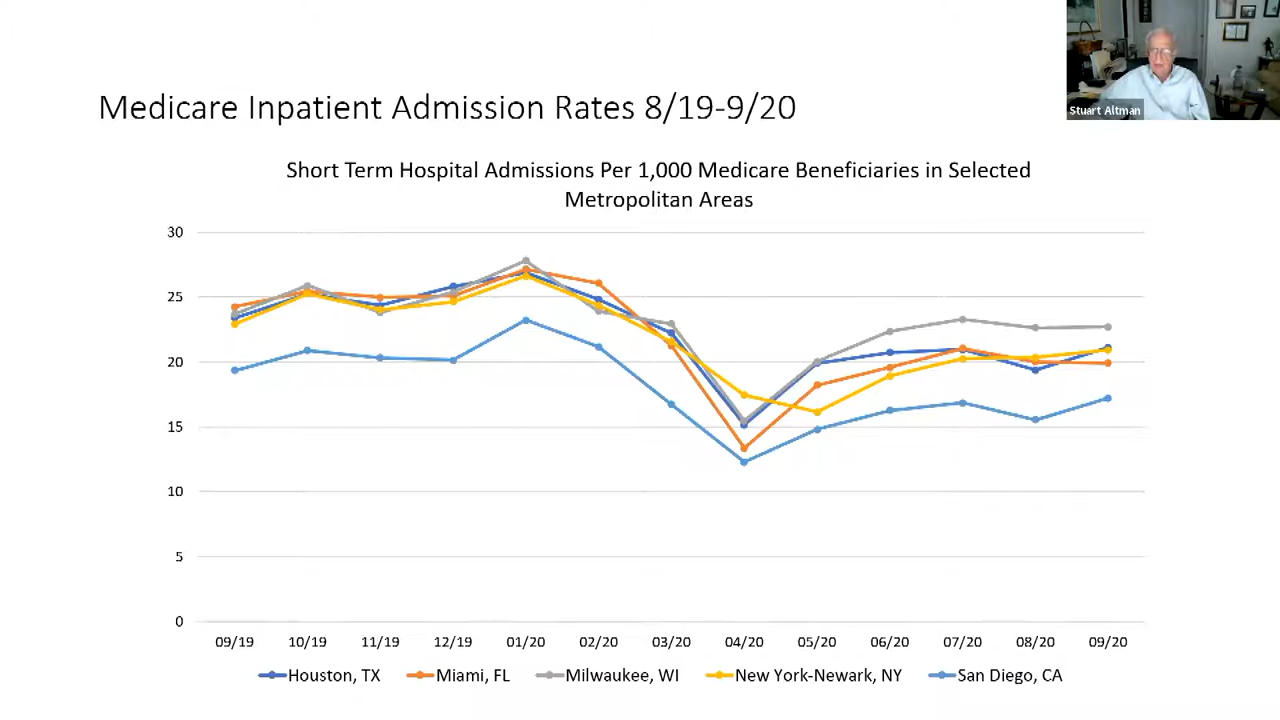 Stuart Altman
Medicare Inpatient Admission Rates 8/19-9/20
Short Term Hospital Admissions Per 1,000 Medicare Beneficiaries in Selected
Metropolitan Areas
30
25
20
15
10
5
0
09/19 10/19 11/19 12/19 01/20 02/20 03/20 04/20 05/20 06/20 07/20 08/20 09/20
Houston, TX Miami, FL Milwaukee, WI New York-Newark, NY San Diego, CA